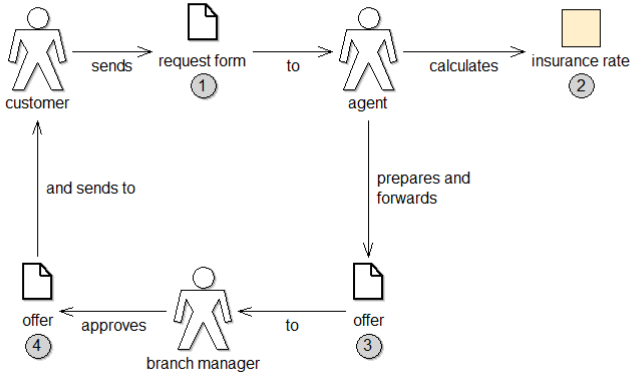 sends
to
calculates
customer
request form
agent
insurance rate
1
2
prepares and
forwards
and sends to
offer
approves
branch manager
to
offer
4
3